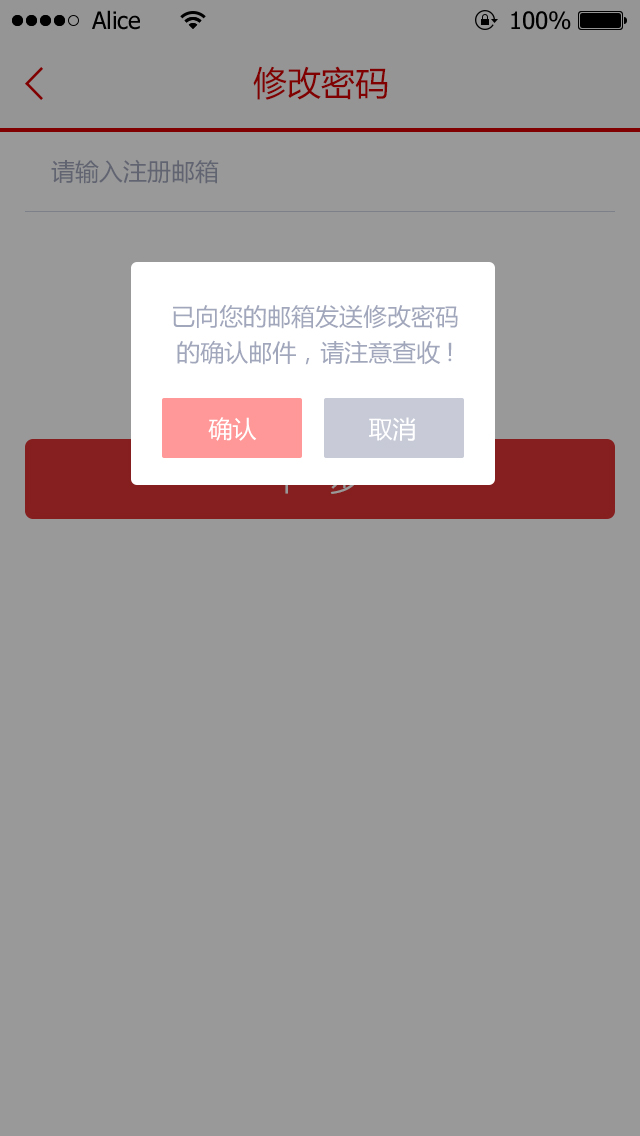 Alice 100%
修改密码
请输入注册邮箱
已向您的邮箱发送修改密码
的确认邮件，请注意查收！
确认 取消